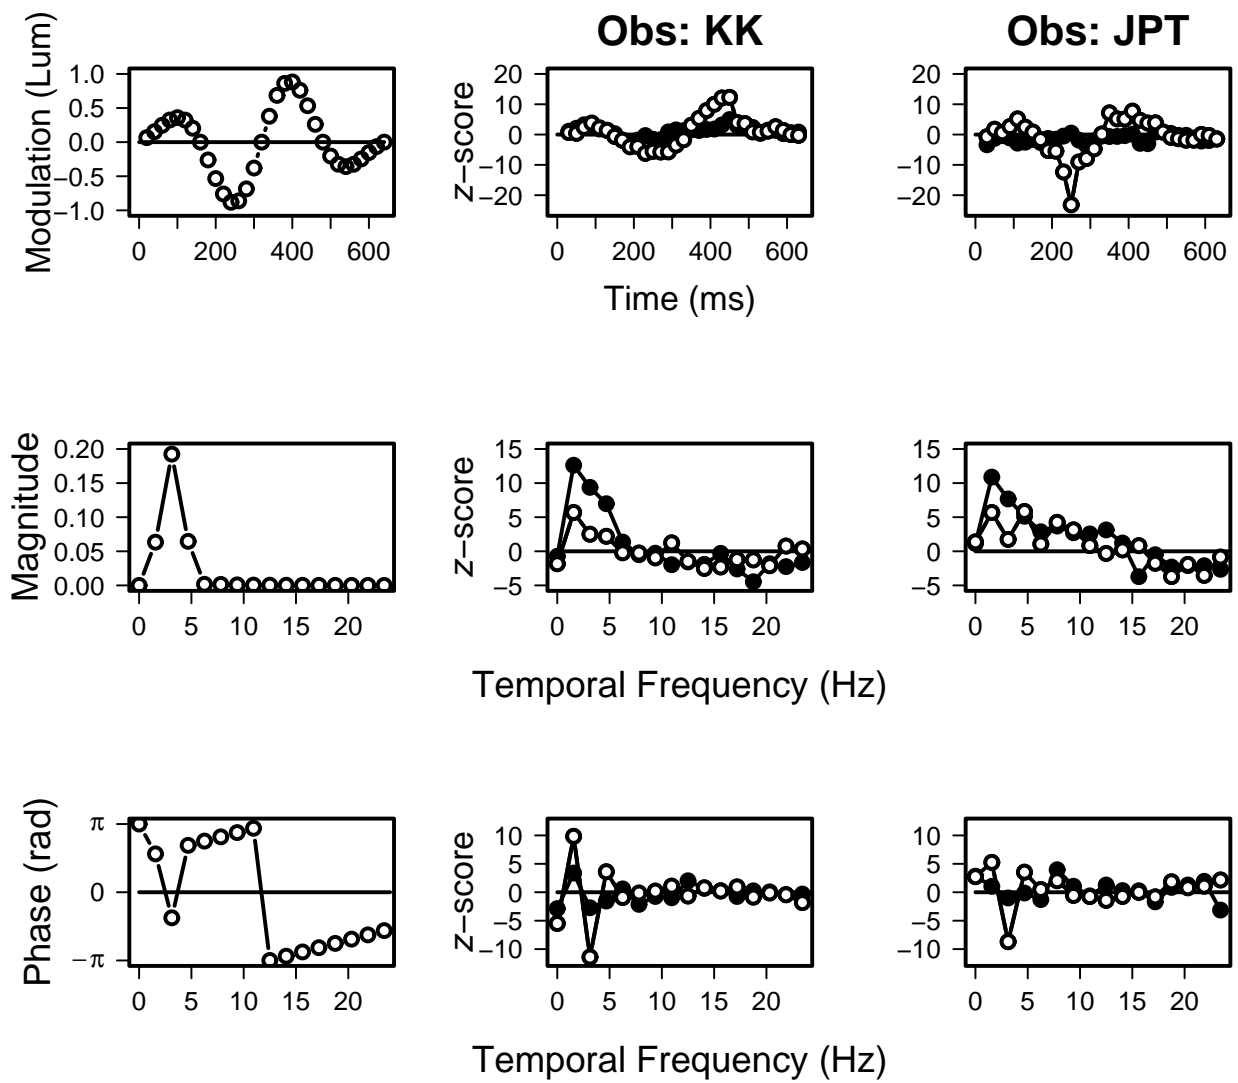 Obs: KK Obs: JPT
Modulation (Lum)
1.0
0.5
0.0
−0.5
−1.0
0 200 400 600
z−score
20
10
0
−10
−20
0 200 400 600
20
10
0
−10
−20
0 200 400 600
Time (ms)
Magnitude
0.20
0.15
0.10
0.05
0.00
0 5 10 15 20
z−score
15
10
5
0
−5
0 5 10 15 20
15
10
5
0
−5
0 5 10 15 20
Temporal Frequency (Hz)
Phase (rad)
π
0
−π
0 5 10 15 20
z−score
10
5
0
−5
−10
0 5 10 15 20
10
5
0
−5
−10
0 5 10 15 20
Temporal Frequency (Hz)